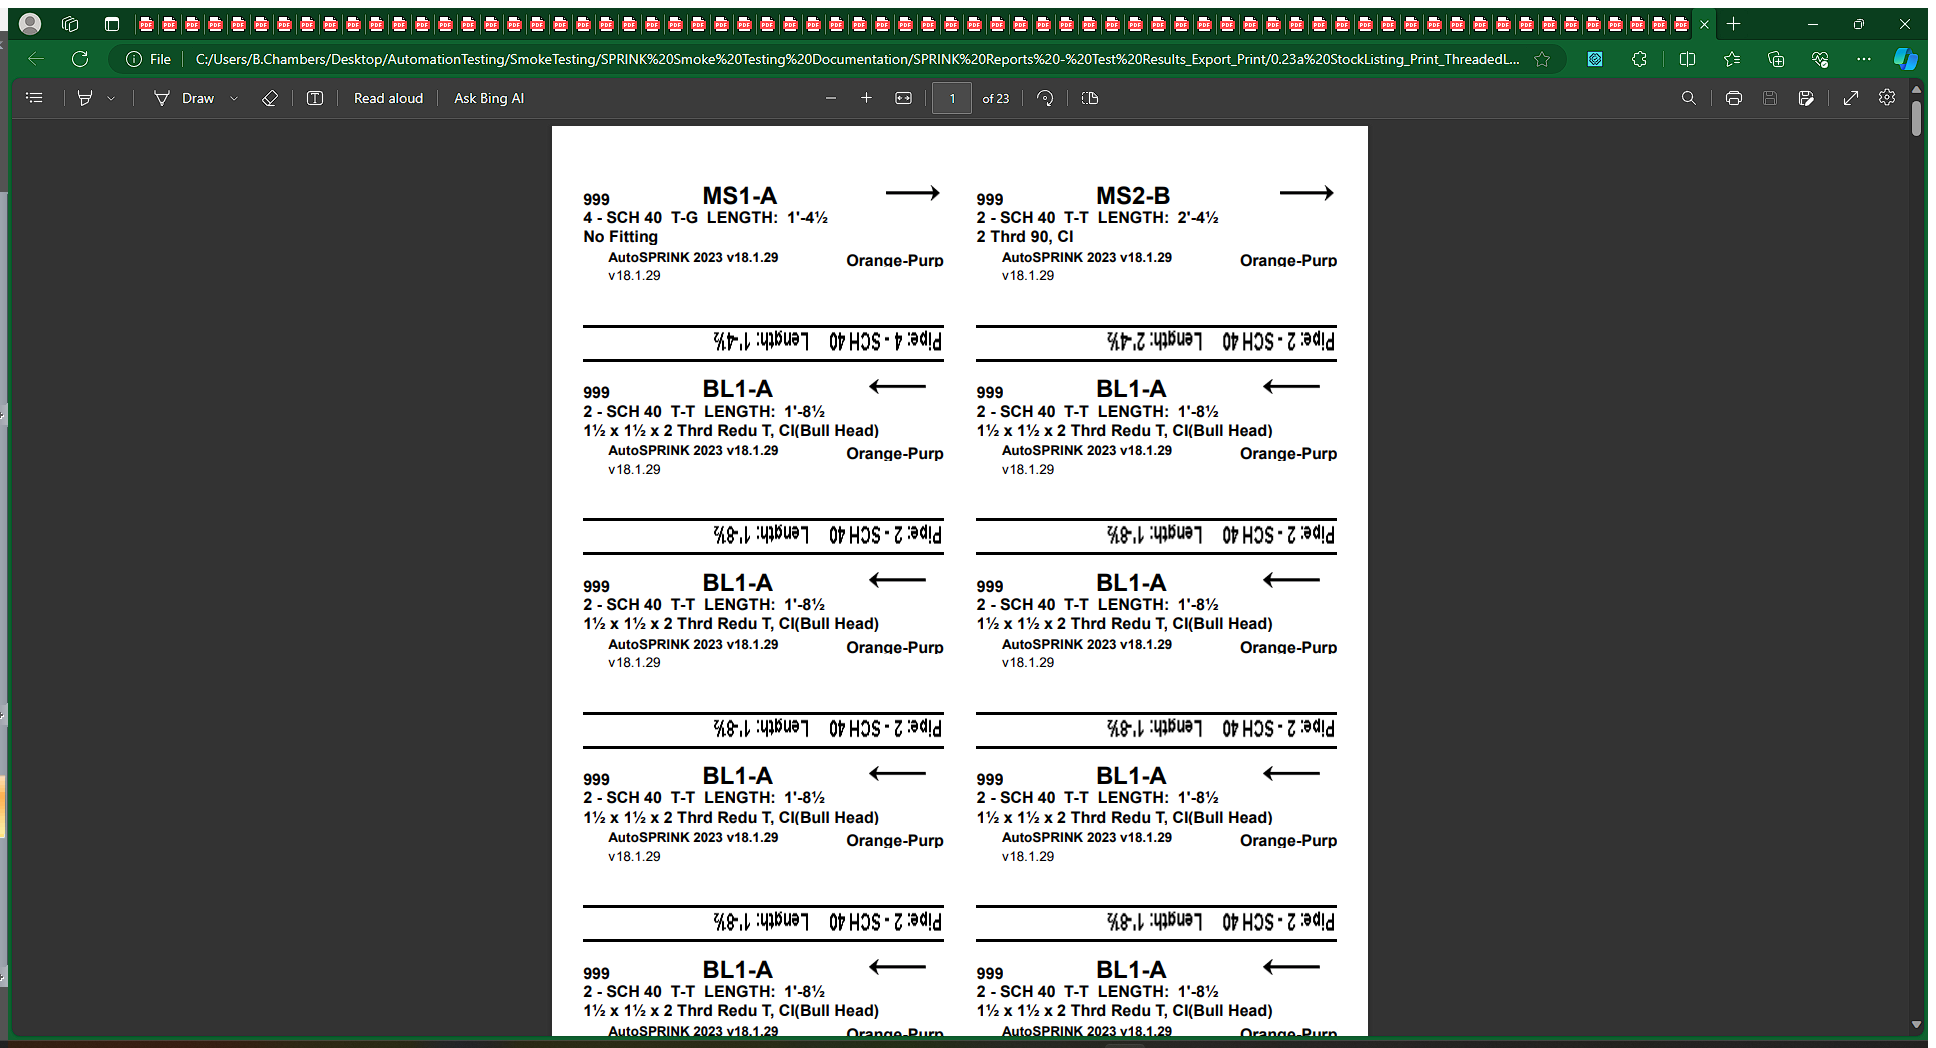 File
C:/Users/B.Chambers/Desktop/AutomationTesting/SmokeTesting/SPRINK%20Smoke%20Testing%20Documentation/SPRINK%20Reports%20-%20Test%20Results_Export_Print/0.23a%20StockListing_Print_ThreadedL...
Draw
Read aloud
Ask Bing AI
1 of 23
999 MS1-A
4 - SCH 40 T-G LENGTH: 1'-4½
No Fitting
AutoSPRINK 2023 v18.1.29
Orange-Purp
v18.1.29
Pipe: 4 - SCH 40 Length: 1'-4½
999 MS2-B
2 - SCH 40 T-T LENGTH: 2'-4½
2 Thrd 90, CI
AutoSPRINK 2023 v18.1.29
Orange-Purp
v18.1.29
Pipe: 2 - SCH 40 Length: 2'-4½
999 BL1-A
2 - SCH 40 T-T LENGTH: 1'-8½
1½ x 1½ x 2 Thrd Redu T, CI(Bull Head)
AutoSPRINK 2023 v18.1.29
Orange-Purp
v18.1.29
Pipe: 2 - SCH 40 Length: 1'-8½
999 BL1-A
2 - SCH 40 T-T LENGTH: 1'-8½
1½ x 1½ x 2 Thrd Redu T, CI(Bull Head)
AutoSPRINK 2023 v18.1.29
Orange-Purp
v18.1.29
Pipe: 2 - SCH 40 Length: 1'-8½
999 BL1-A
2 - SCH 40 T-T LENGTH: 1'-8½
1½ x 1½ x 2 Thrd Redu T, CI(Bull Head)
AutoSPRINK 2023 v18.1.29
Orange-Purp
v18.1.29
Pipe: 2 - SCH 40 Length: 1'-8½
999 BL1-A
2 - SCH 40 T-T LENGTH: 1'-8½
1½ x 1½ x 2 Thrd Redu T, CI(Bull Head)
AutoSPRINK 2023 v18.1.29
Orange-Purp
v18.1.29
Pipe: 2 - SCH 40 Length: 1'-8½
999 BL1-A
2 - SCH 40 T-T LENGTH: 1'-8½
1½ x 1½ x 2 Thrd Redu T, CI(Bull Head)
AutoSPRINK 2023 v18.1.29
Orange-Purp
v18.1.29
Pipe: 2 - SCH 40 Length: 1'-8½
999 BL1-A
2 - SCH 40 T-T LENGTH: 1'-8½
1½ x 1½ x 2 Thrd Redu T, CI(Bull Head)
AutoSPRINK 2023 v18.1.29
Orange-Purp
v18.1.29
Pipe: 2 - SCH 40 Length: 1'-8½
999 BL1-A
2 - SCH 40 T-T LENGTH: 1'-8½
1½ x 1½ x 2 Thrd Redu T, CI(Bull Head)
AutoSPRINK 2023 v18.1.29
Orange-Purp
999 BL1-A
2 - SCH 40 T-T LENGTH: 1'-8½
1½ x 1½ x 2 Thrd Redu T, CI(Bull Head)
AutoSPRINK 2023 v18.1.29
Orange-Purp